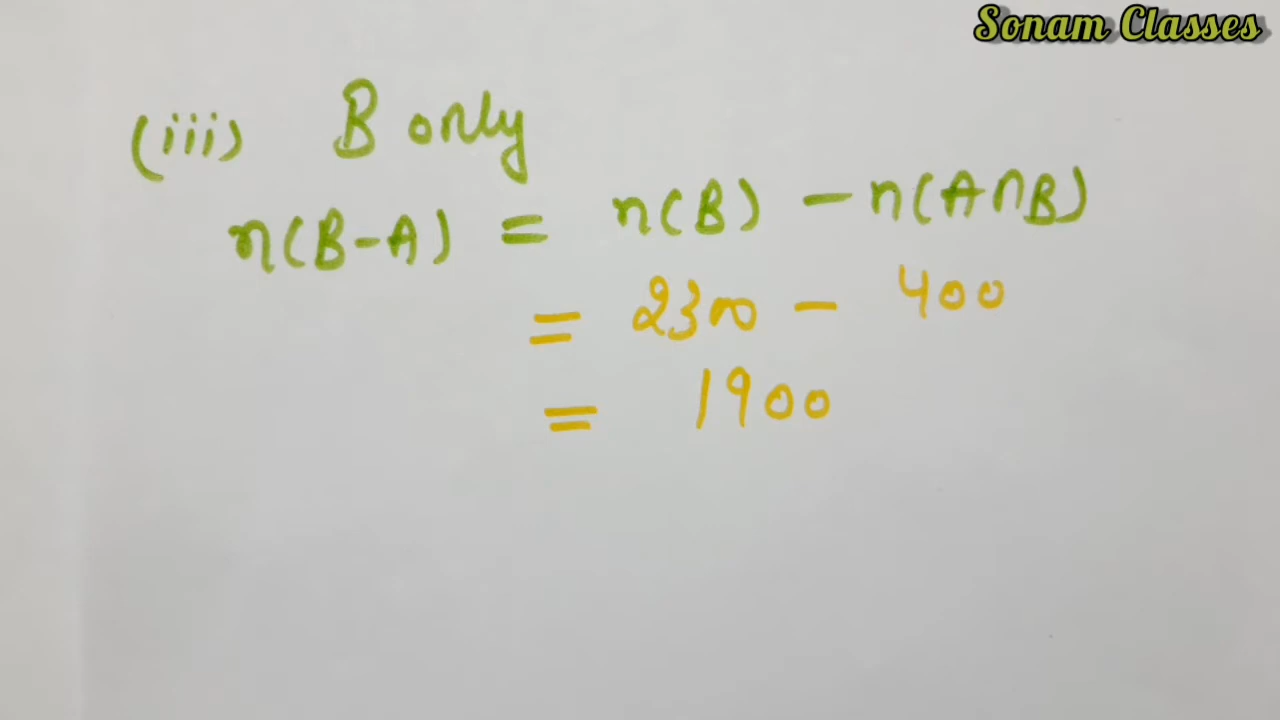 Sonam Classes
(iii) B only
n(B-A) = n(B) - n(A∩B)
= 2300 - 400
= 1900